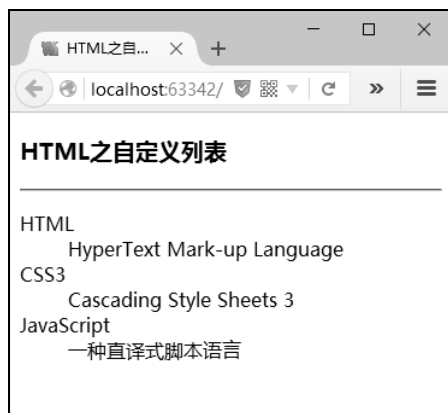 HTML之自...
localhost:63342/
HTML之自定义列表
HTML
HyperText Mark-up Language
CSS3
Cascading Style Sheets 3
JavaScript
一种直译式脚本语言